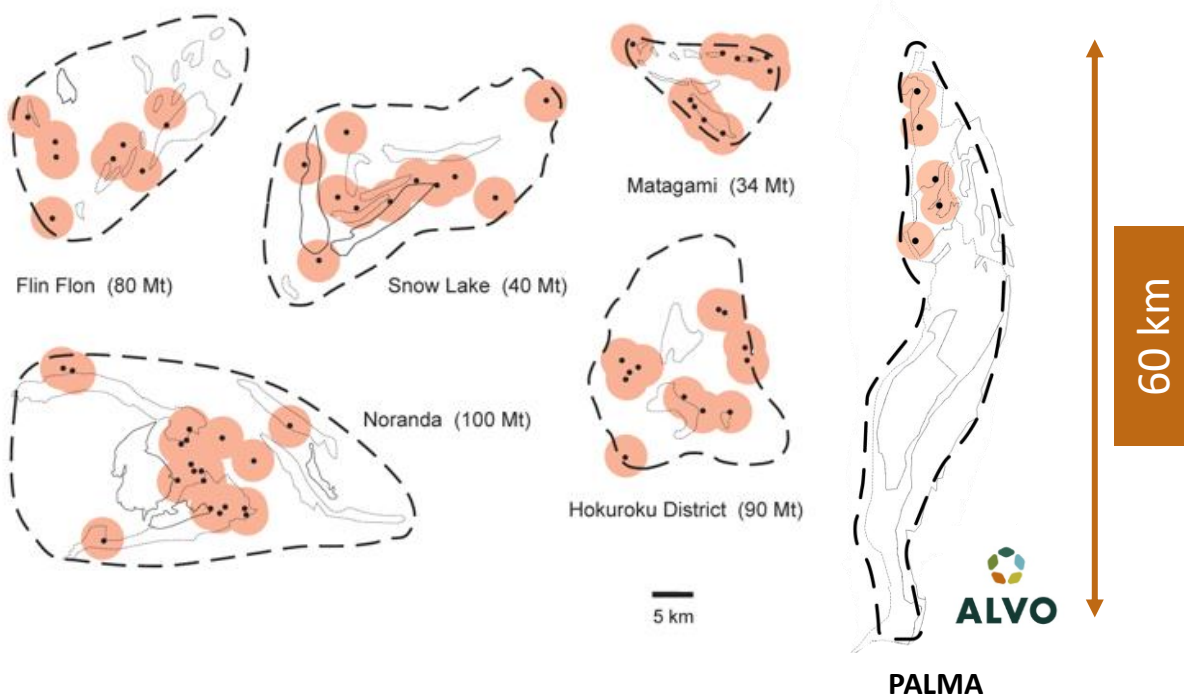 Matagami (34 Mt)
Flin Flon (80 Mt)
Snow Lake (40 Mt)
60 km
Noranda (100 Mt)
Hokuroku District (90 Mt)
5 km
ALVO
PALMA